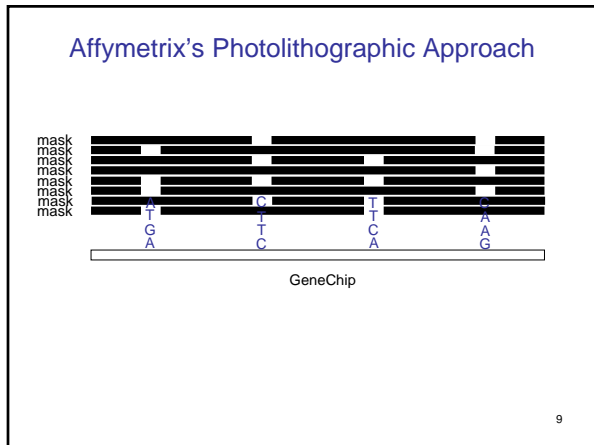 Affymetrix's Photolithographic Approach
mask
mask
mask
mask
mask
mask
mask
mask
A C T C
T T T A
G T C A
A C A G
GeneChip
9